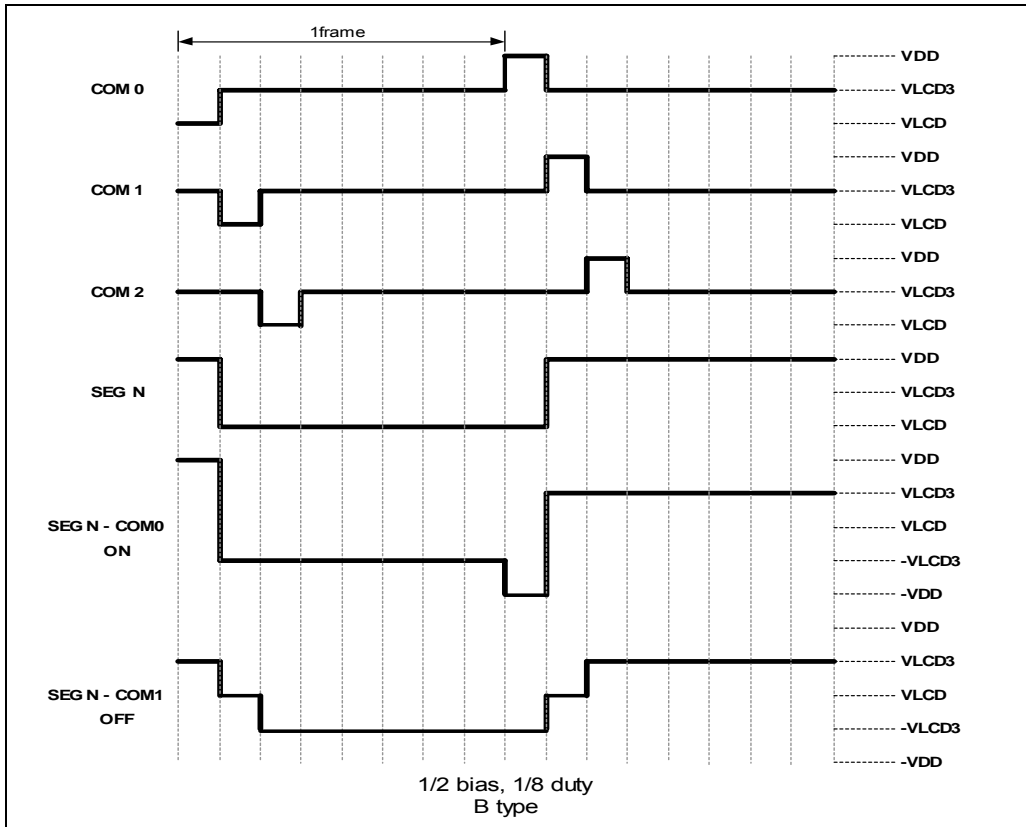 1frame
VDD
COM 0
VLCD3
VLCD
VDD
COM 1
VLCD3
VLCD
VDD
COM 2
VLCD3
VLCD
VDD
SEG N
VLCD3
VLCD
VDD
VLCD3
SEG N - COM0
ON
VLCD
-VLCD3
-VDD
VDD
VLCD3
SEG N - COM1
OFF
VLCD
-VLCD3
-VDD
1/2 bias, 1/8 duty
B type